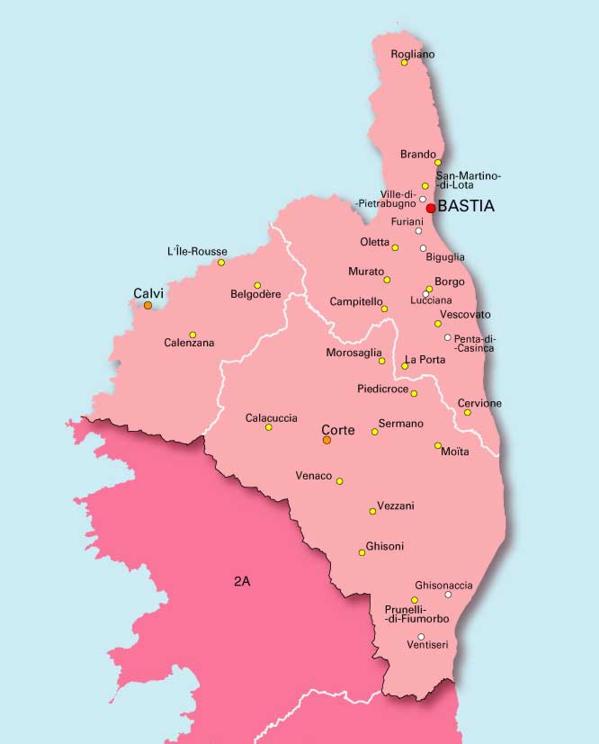 Rogliano
Brando
San-Martino-
-di-Lota
Ville-di-
-Pietrabugno
BASTIA
Furiani
Oletta
Biguglia
L'Île-Rousse
Murato
Borgo
Belgodère
Lucciana
Calvi
Campitello
Vescovato
Calenzana
Penta-di-
-Casinca
Morosaglia
La Porta
Piedicroce
Cervione
Calacuccia
Sermano
Corte
Moïta
Venaco
Vezzani
Ghisoni
2A
Ghisonaccia
Prunelli-
-di-Fiumorbo
Ventiseri